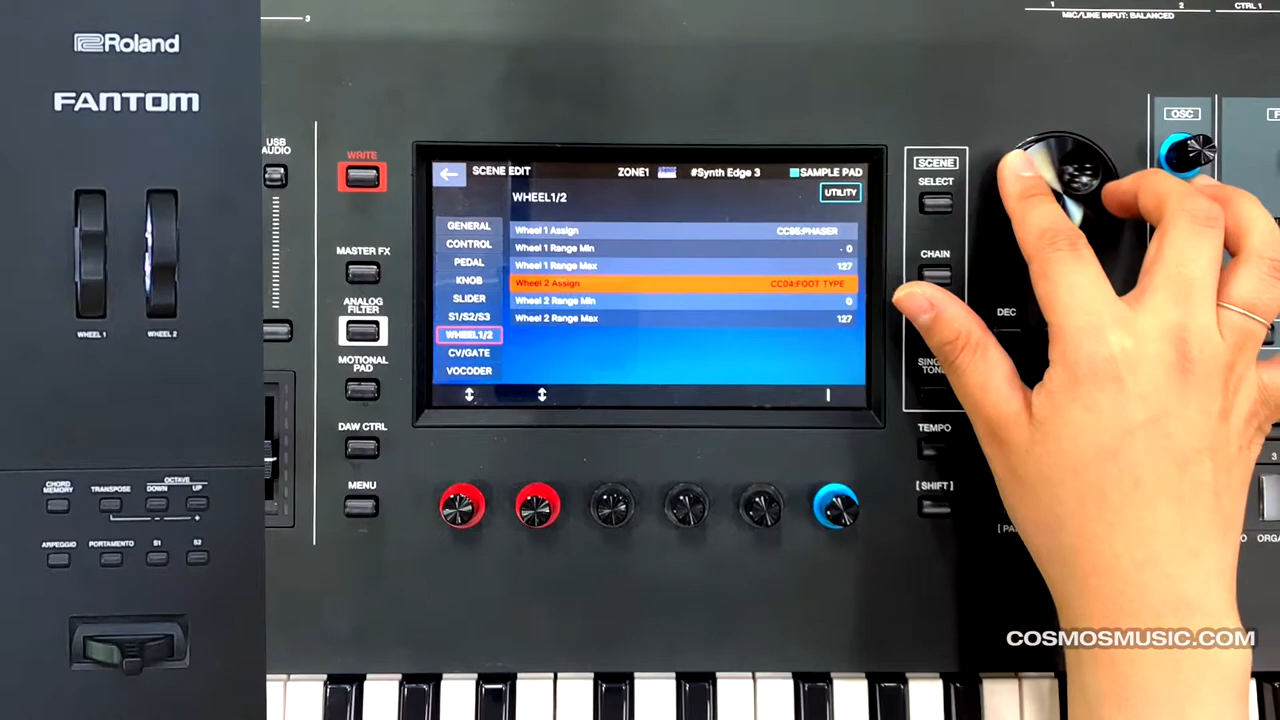 Roland
FANTOM
WHEEL 1
WHEEL 2
CHORD
MEMORY
TRANSPOSE
OCTAVE
DOWN
UP
ARPEGGIO
PORTAMENTO
S1
S2
3
USB
AUDIO
WRITE
MASTER FX
ANALOG
FILTER
MOTIONAL
PAD
DAW CTRL
MENU
SCENE EDIT
ZONE1
#Synth Edge 3
SAMPLE PAD
WHEEL1/2
UTILITY
GENERAL
CONTROL
PEDAL
KNOB
SLIDER
S1/S2/S3
WHEEL1/2
CV/GATE
VOCODER
Wheel 1 Assign CC95:PHASER
Wheel 1 Range Min 0
Wheel 1 Range Max 127
Wheel 2 Assign CC04:FOOT TYPE
Wheel 2 Range Min 0
Wheel 2 Range Max 127
SCENE
SELECT
CHAIN
DEC
TEMPO
[SHIFT]
1
2
MIC/LINE INPUT: BALANCED
CTRL 1
OSC
3
COSMOSMUSIC.COM